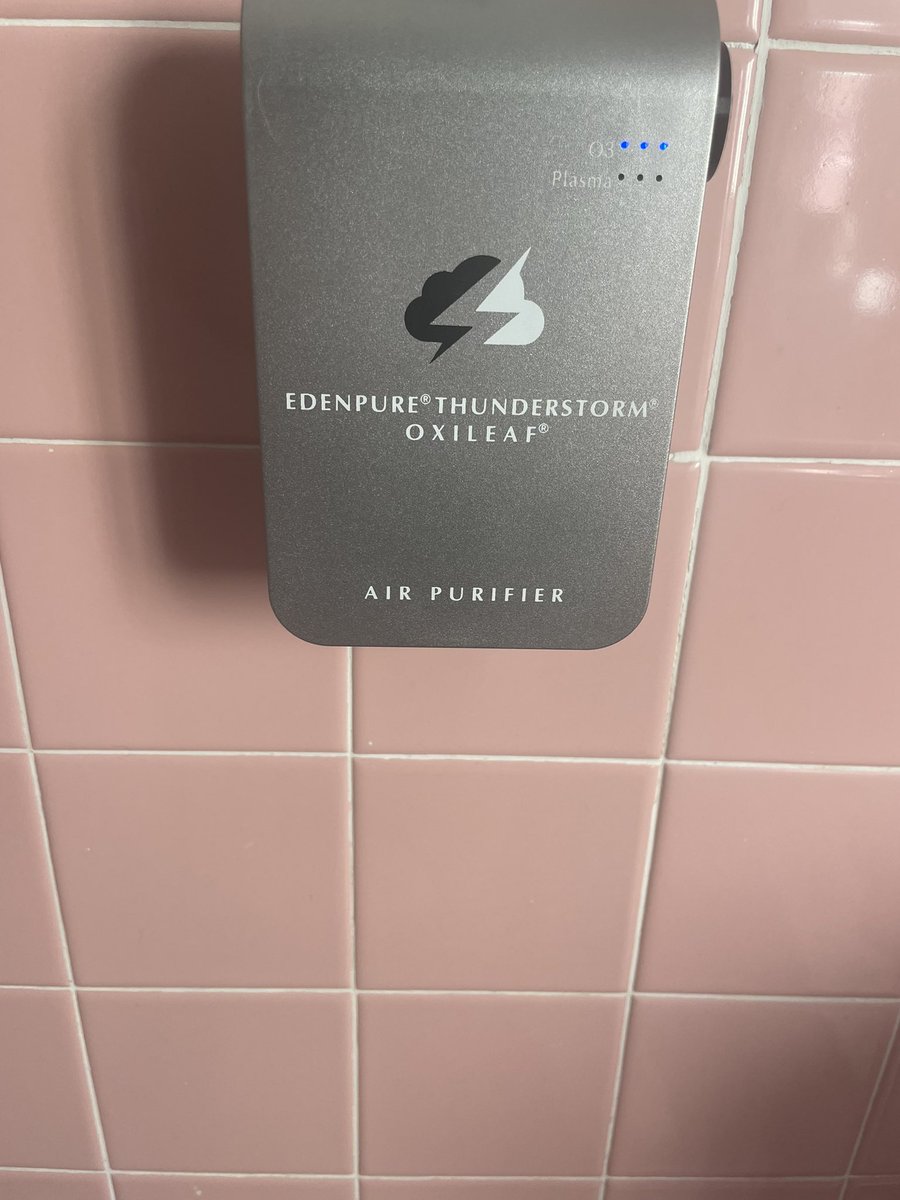 O3
Plasma
EDENPURE® THUNDERSTORM®
OXILEAF®
AIR PURIFIER